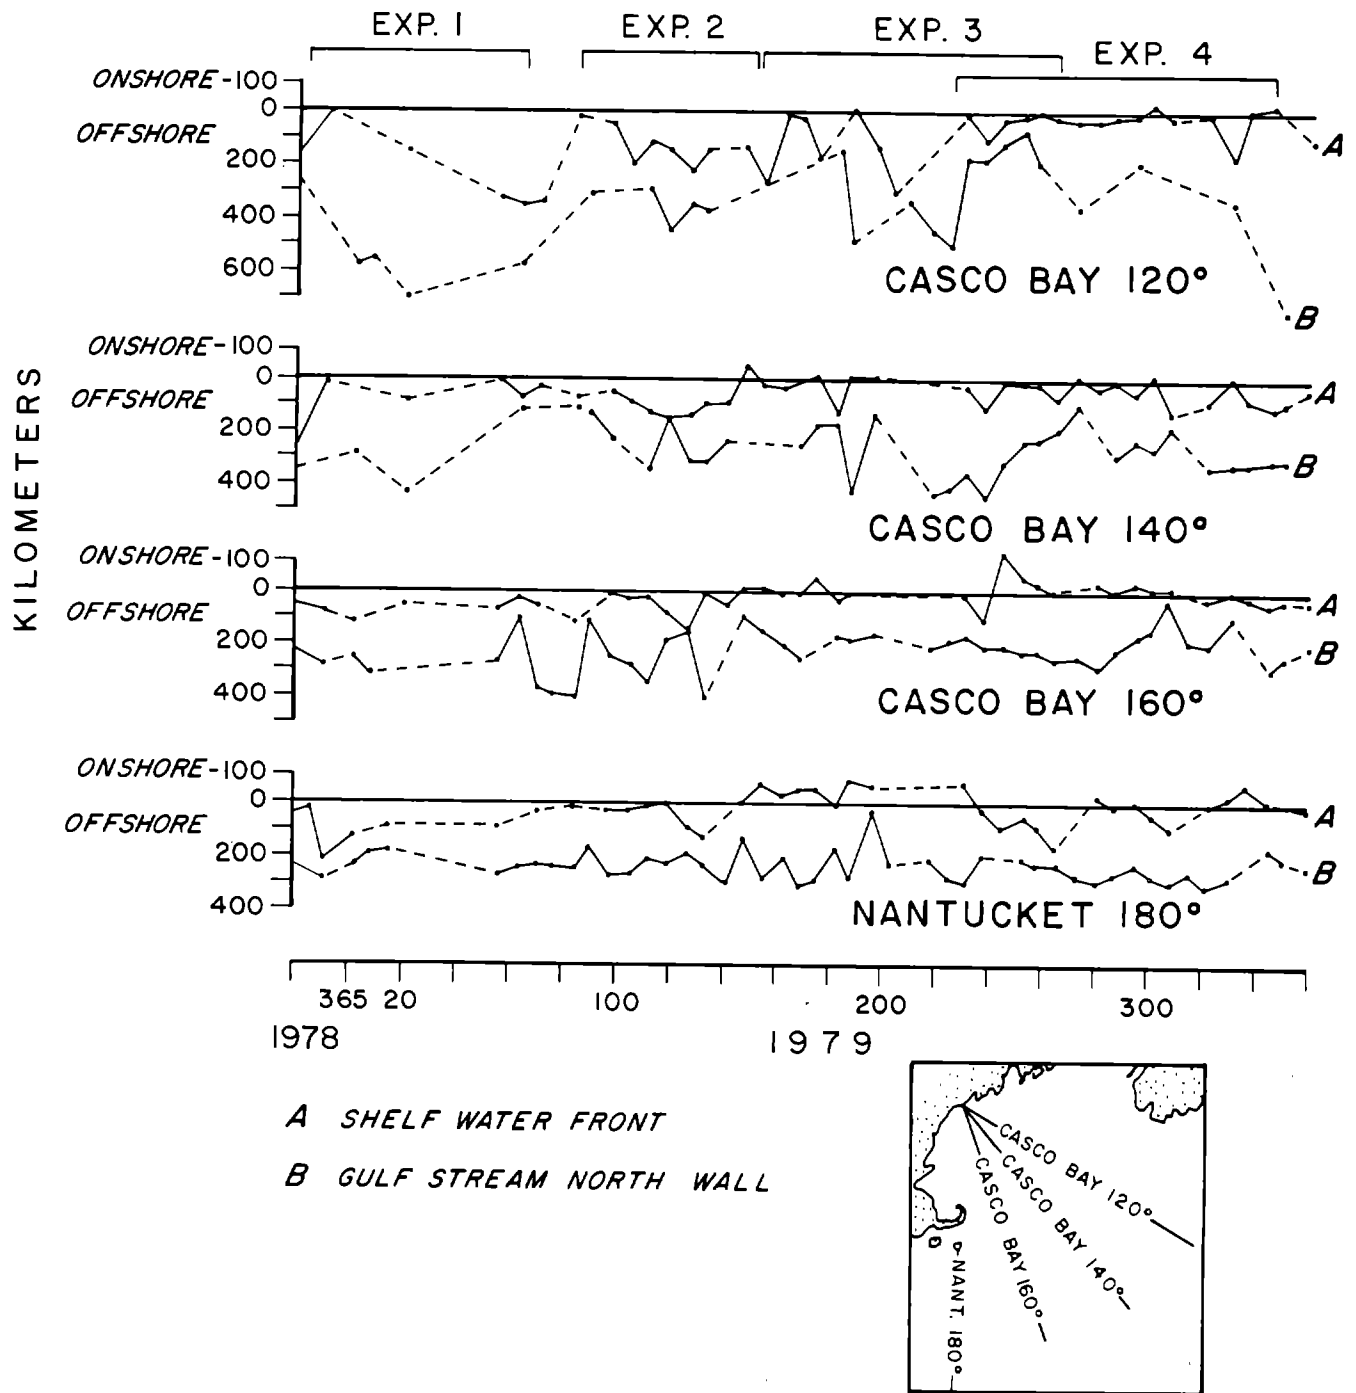 EXP. 1 EXP. 2 EXP. 3 EXP. 4
ONSHORE -100
0
OFFSHORE
200
400
600
A
B
CASCO BAY 120°
KILOMETERS
ONSHORE -100
0
OFFSHORE
200
400
A
B
CASCO BAY 140°
ONSHORE -100
0
OFFSHORE
200
400
A
B
CASCO BAY 160°
ONSHORE -100
0
OFFSHORE
200
400
A
B
NANTUCKET 180°
365 20 100 200 300
1978 1979
A SHELF WATER FRONT
B GULF STREAM NORTH WALL
CASCO BAY 120°
CASCO BAY 140°
CASCO BAY 160°
NANT. 180°